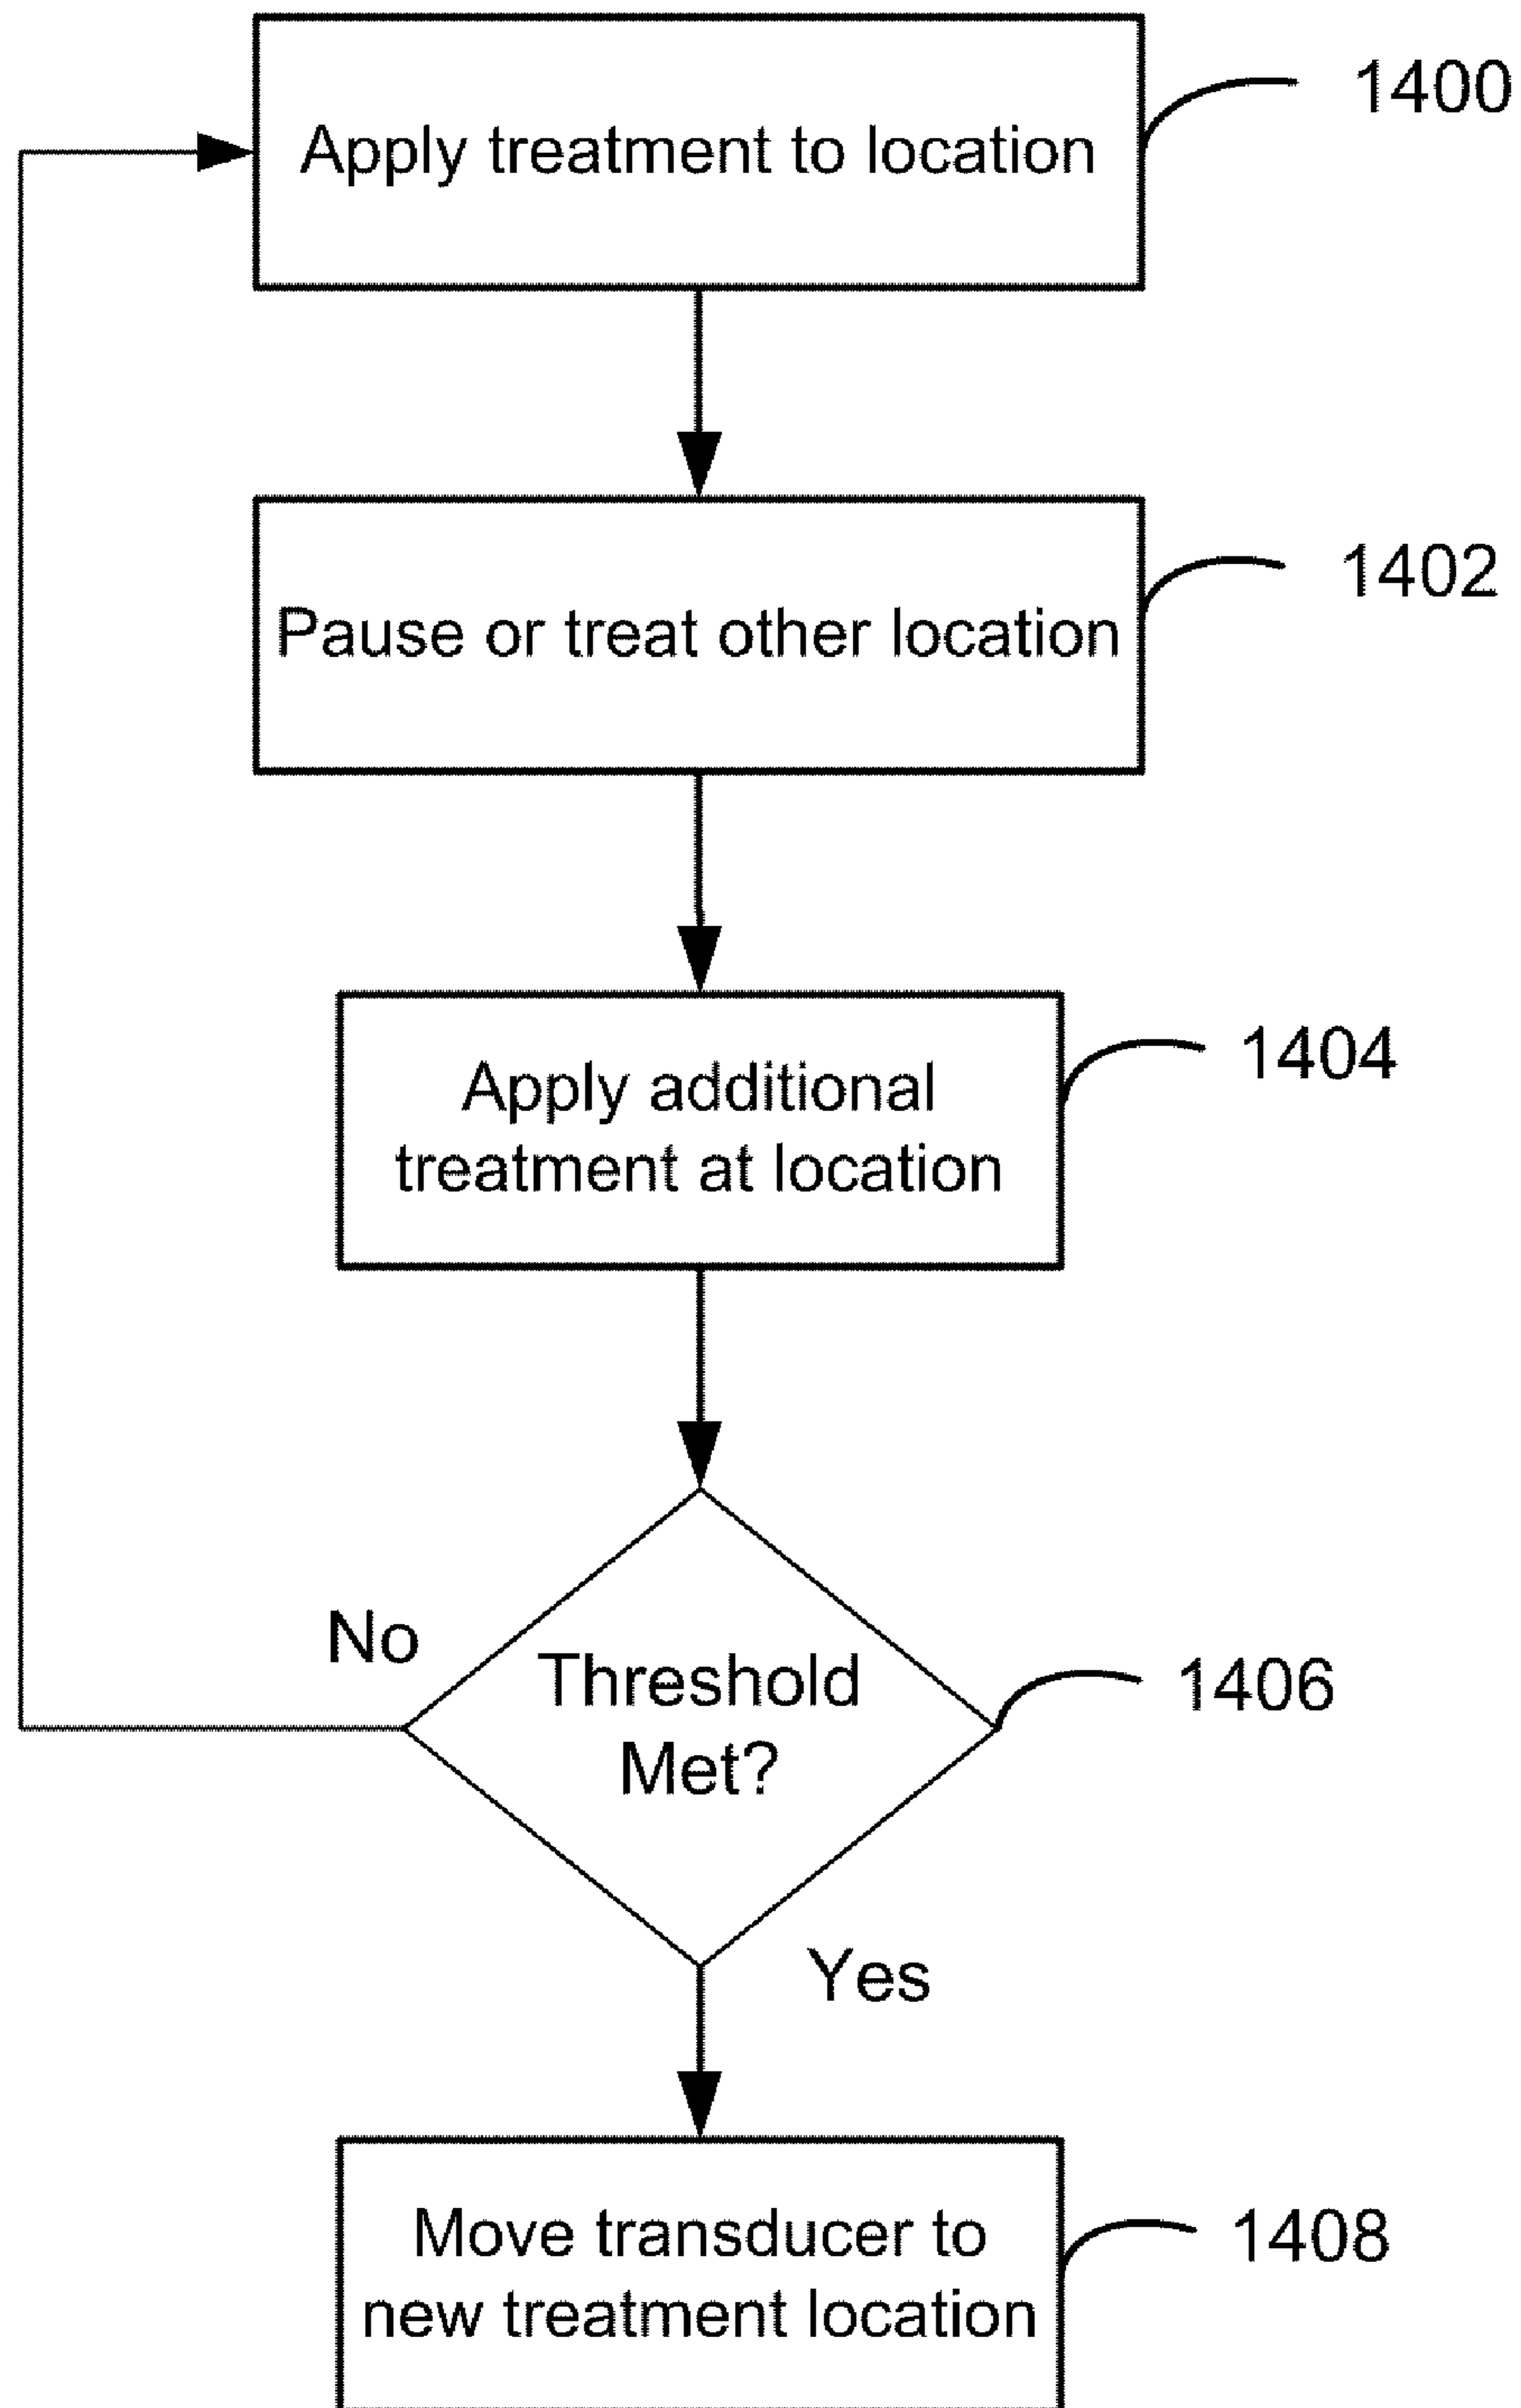 Apply treatment to location
1400
Pause or treat other location
1402
Apply additional
treatment at location
1404
No
Threshold
Met?
1406
Yes
Move transducer to
new treatment location
1408